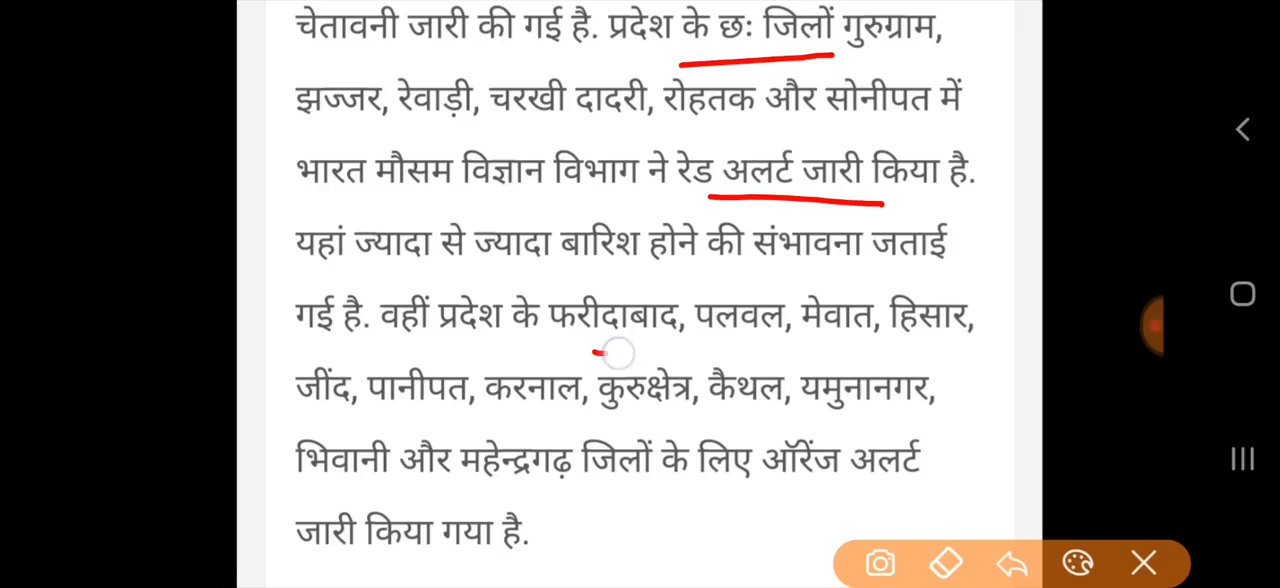 चेतावनी जारी की गई है. प्रदेश के छः जिलों गुरुग्राम,
झज्जर, रेवाड़ी, चरखी दादरी, रोहतक और सोनीपत में
भारत मौसम विज्ञान विभाग ने रेड अलर्ट जारी किया है.
यहां ज्यादा से ज्यादा बारिश होने की संभावना जताई
गई है. वहीं प्रदेश के फरीदाबाद, पलवल, मेवात, हिसार,
जींद, पानीपत, करनाल, कुरुक्षेत्र, कैथल, यमुनानगर,
भिवानी और महेन्द्रगढ़ जिलों के लिए ऑरेंज अलर्ट
जारी किया गया है.